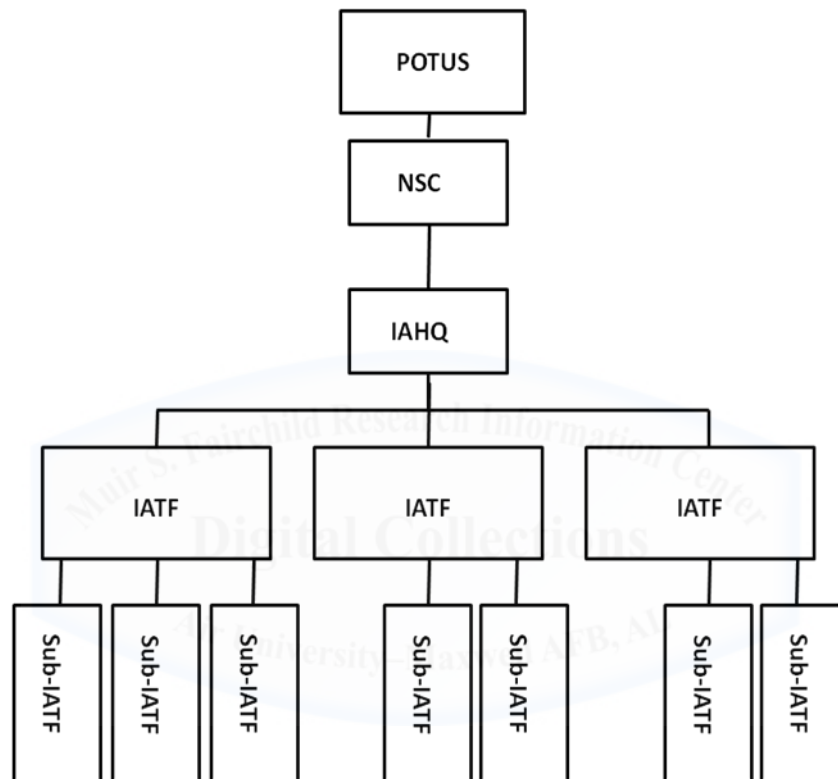 POTUS
NSC
IAHQ
Muir S. Fairchild Research Information Center
IATF
IATF
IATF
Digital Collections
Sub-IATF
Sub-IATF
Sub-IATF
Sub-IATF
Sub-IATF
Sub-IATF
Sub-IATF
Air University–Maxwell AFB, AL